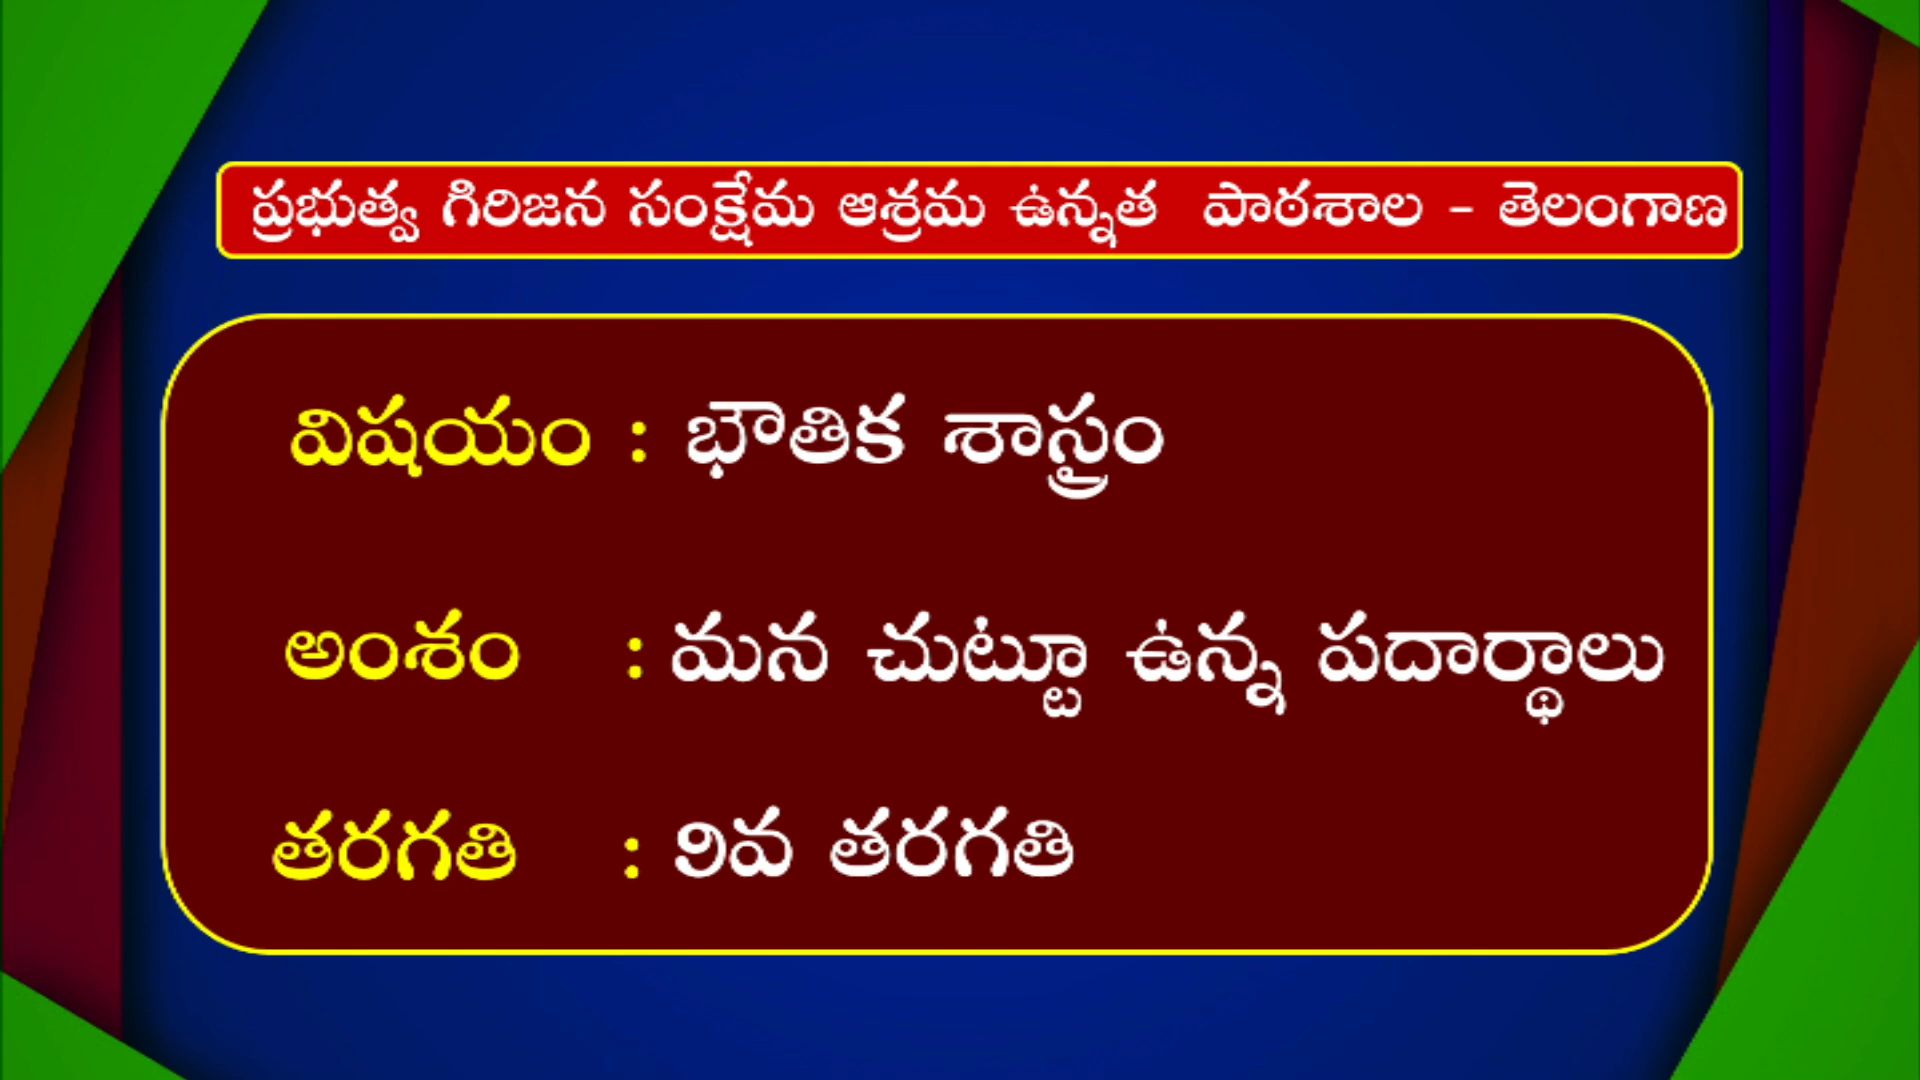 ప్రభుత్వ గిరిజన సంక్షేమ ఆశ్రమ ఉన్నత పాఠశాల - తెలంగాణ
విషయం : భౌతిక శాస్త్రం
అంశం : మన చుట్టూ ఉన్న పదార్థాలు
తరగతి : 9వ తరగతి